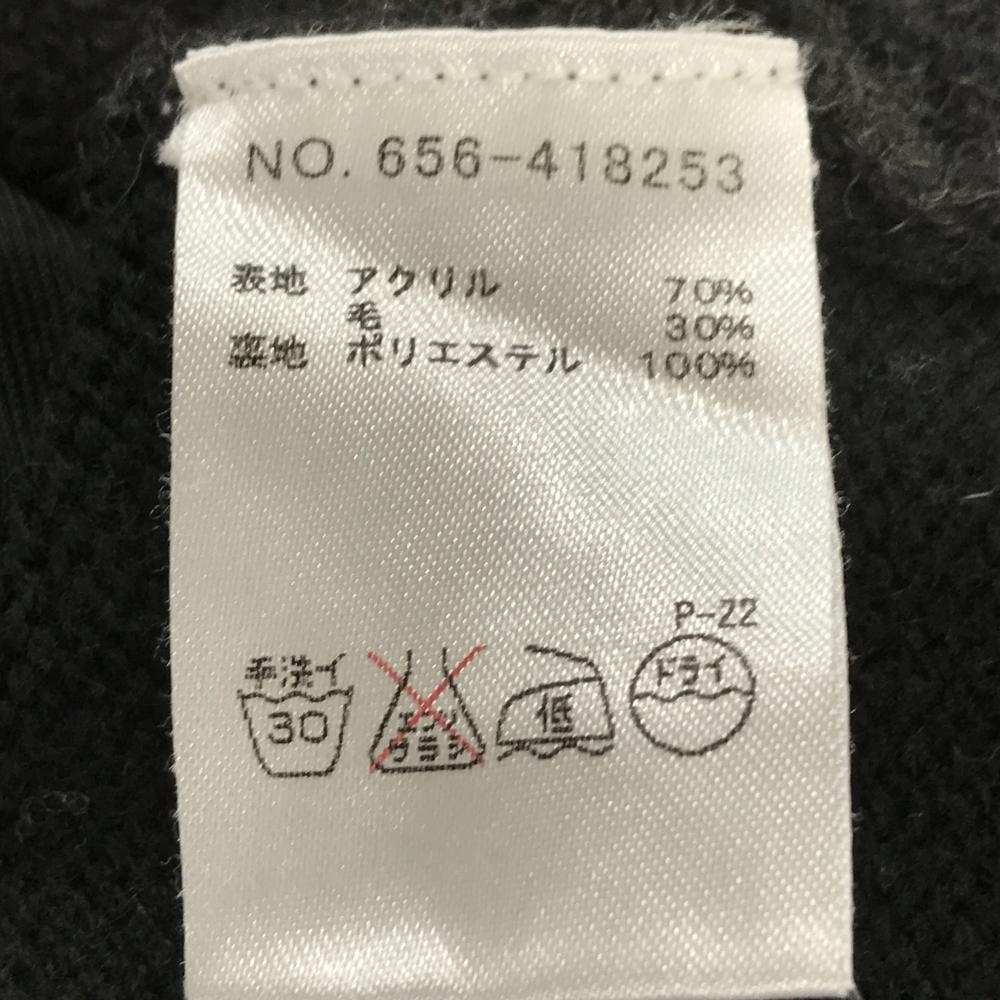 NO. 656-418253
表地 アクリル 70%
毛 30%
裏地 ポリエステル 100%
P-22
手洗イ
30
エンソ
サラシ
低
ドライ